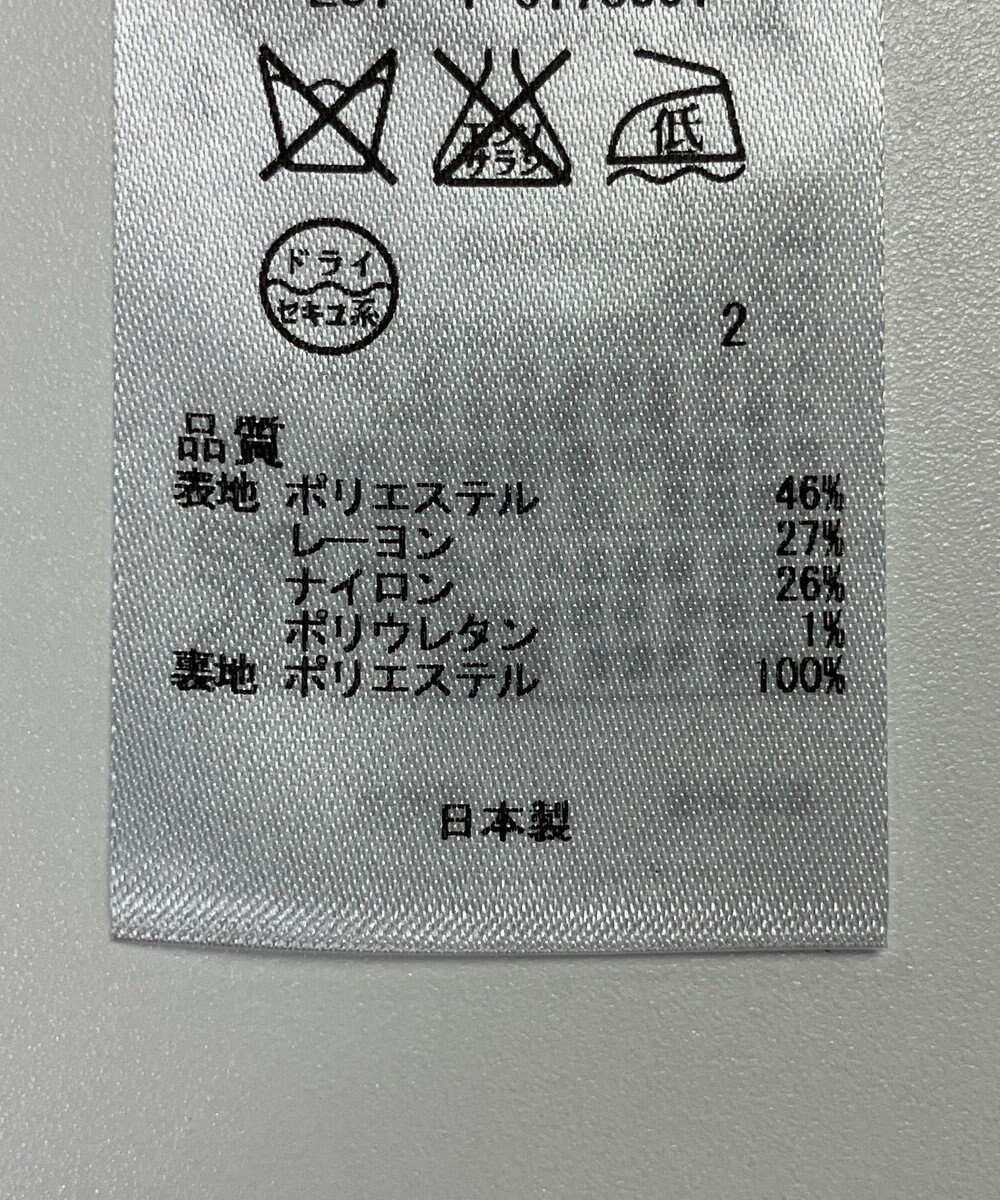 エンソ
サラシ
低
ドライ
セキユ系
2
品質
表地 ポリエステル 46%
レーヨン 27%
ナイロン 26%
ポリウレタン 1%
裏地 ポリエステル 100%
日本製